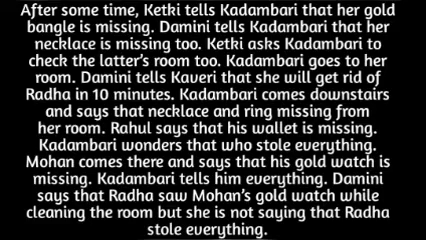 After some time, Ketki tells Kadambari that her gold
bangle is missing. Damini tells Kadambari that her
necklace is missing too. Ketki asks Kadambari to
check the latter's room too. Kadambari goes to her
room. Damini tells Kaveri that she will get rid of
Radha in 10 minutes. Kadambari comes downstairs
and says that necklace and ring missing from
her room. Rahul says that his wallet is missing.
Kadambari wonders that who stole everything.
Mohan comes there and says that his gold watch is
missing. Kadambari tells him everything. Damini
says that Radha saw Mohan's gold watch while
cleaning the room but she is not saying that Radha
stole everything.